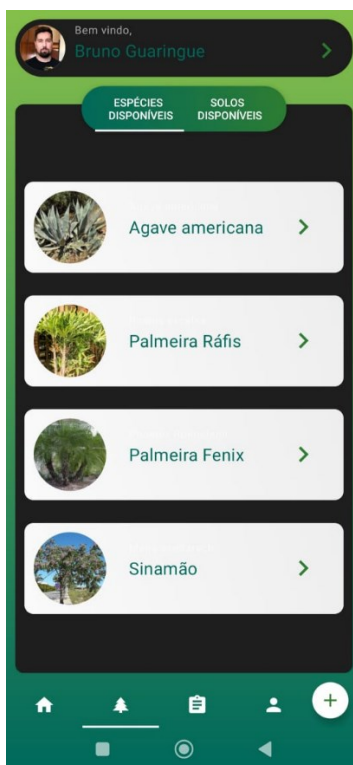 Bem vindo,
Bruno Guaringue
ESPÉCIES
DISPONÍVEIS
SOLOS
DISPONÍVEIS
Agave americana
Palmeira Ráfis
Palmeira Fenix
Sinamão